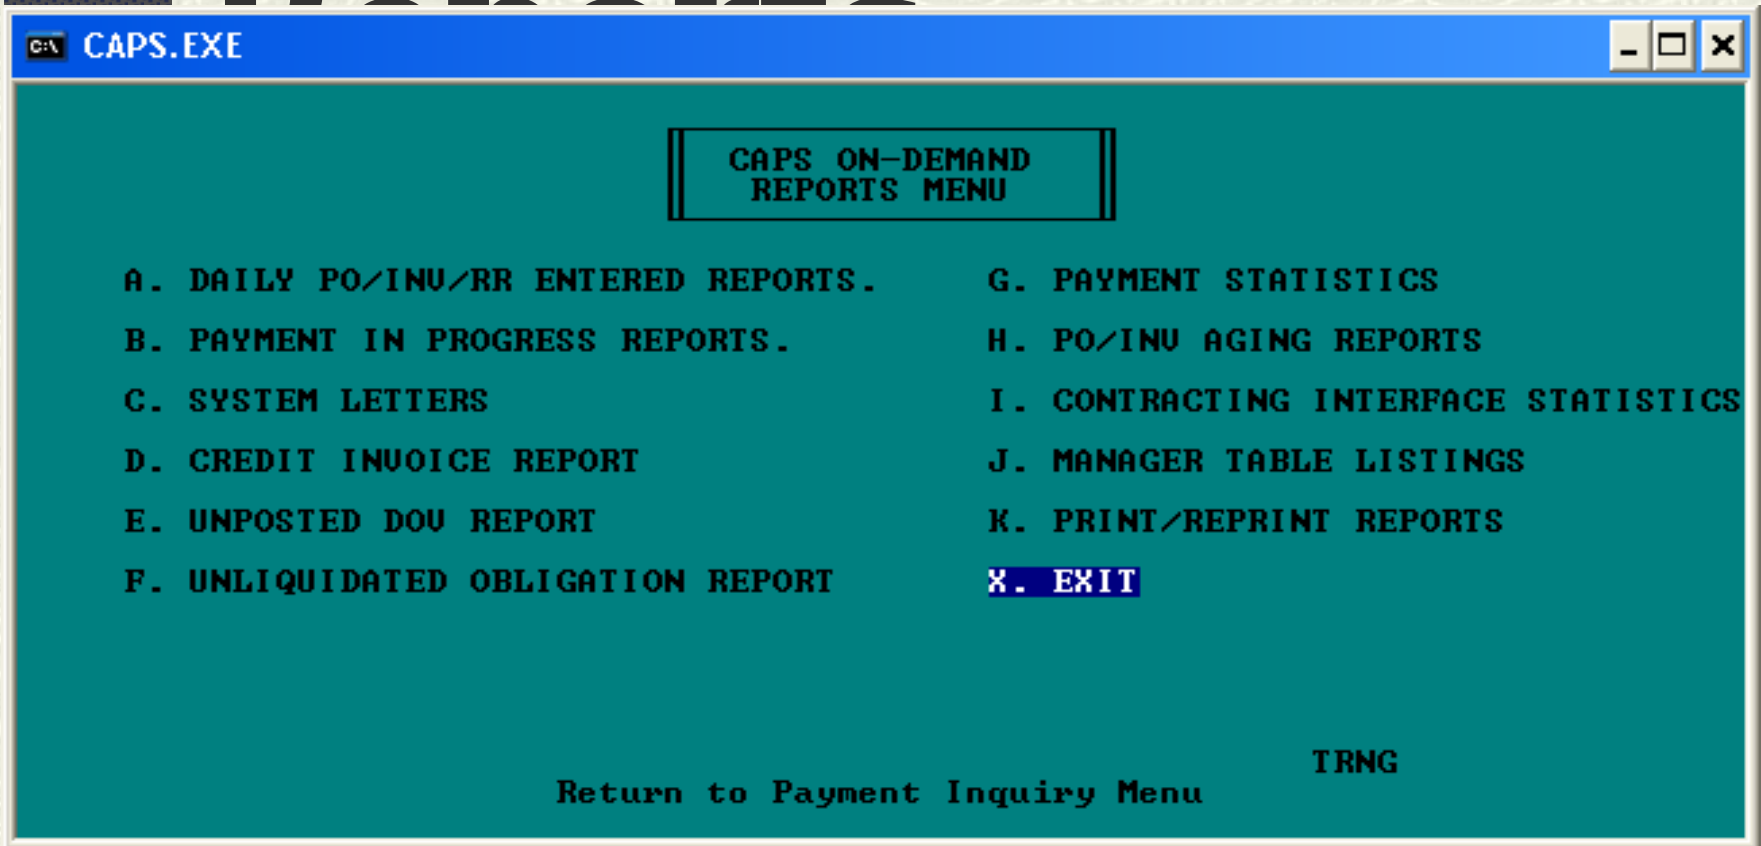 CAPS.EXE
CAPS ON-DEMAND
REPORTS MENU
A. DAILY PO/INV/RR ENTERED REPORTS.
B. PAYMENT IN PROGRESS REPORTS.
C. SYSTEM LETTERS
D. CREDIT INVOICE REPORT
E. UNPOSTED DOV REPORT
F. UNLIQUIDATED OBLIGATION REPORT
G. PAYMENT STATISTICS
H. PO/INV AGING REPORTS
I. CONTRACTING INTERFACE STATISTICS
J. MANAGER TABLE LISTINGS
K. PRINT/REPRINT REPORTS
X. EXIT
TRNG
Return to Payment Inquiry Menu